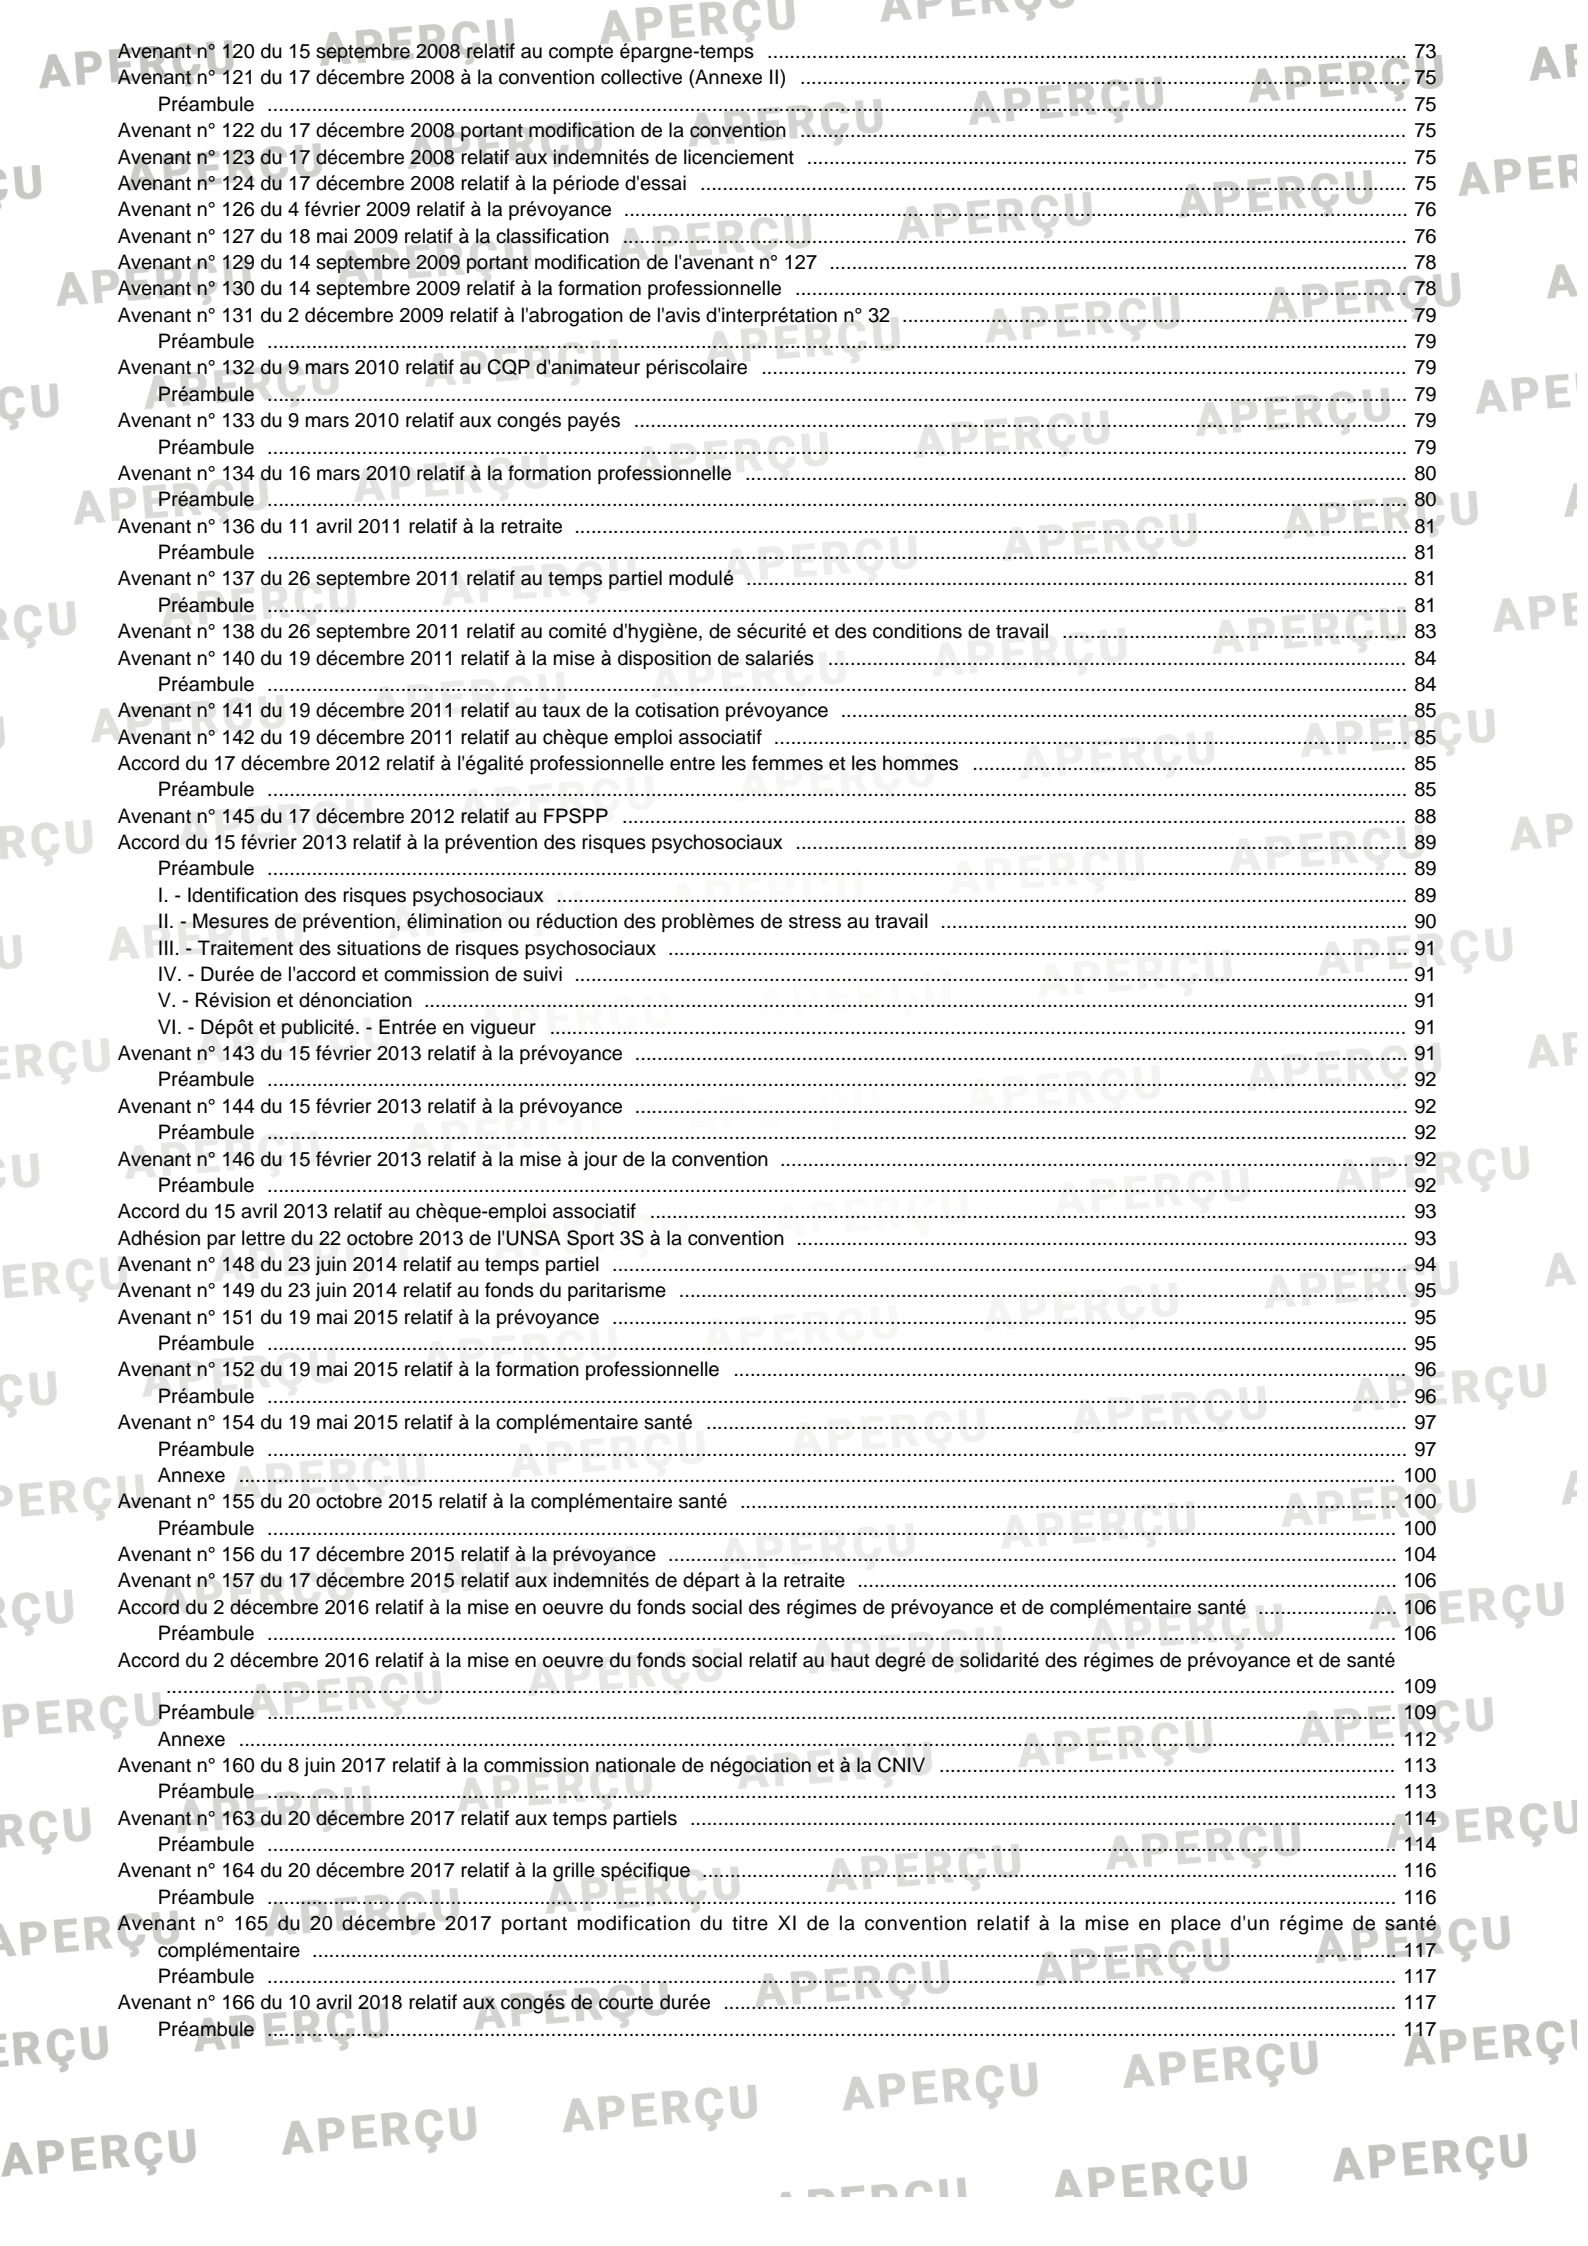 Avenant n° 120 du 15 septembre 2008 relatif au compte épargne-temps ........ 73
Avenant n° 121 du 17 décembre 2008 à la convention collective (Annexe II) ........ 75
Préambule ........ 75
Avenant n° 122 du 17 décembre 2008 portant modification de la convention ........ 75
Avenant n° 123 du 17 décembre 2008 relatif aux indemnités de licenciement ........ 75
Avenant n° 124 du 17 décembre 2008 relatif à la période d'essai ........ 75
Avenant n° 126 du 4 février 2009 relatif à la prévoyance ........ 76
Avenant n° 127 du 18 mai 2009 relatif à la classification ........ 76
Avenant n° 129 du 14 septembre 2009 portant modification de l'avenant n° 127 ........ 78
Avenant n° 130 du 14 septembre 2009 relatif à la formation professionnelle ........ 78
Avenant n° 131 du 2 décembre 2009 relatif à l'abrogation de l'avis d'interprétation n° 32 ........ 79
Préambule ........ 79
Avenant n° 132 du 9 mars 2010 relatif au CQP d'animateur périscolaire ........ 79
Préambule ........ 79
Avenant n° 133 du 9 mars 2010 relatif aux congés payés ........ 79
Préambule ........ 79
Avenant n° 134 du 16 mars 2010 relatif à la formation professionnelle ........ 80
Préambule ........ 80
Avenant n° 136 du 11 avril 2011 relatif à la retraite ........ 81
Préambule ........ 81
Avenant n° 137 du 26 septembre 2011 relatif au temps partiel modulé ........ 81
Préambule ........ 81
Avenant n° 138 du 26 septembre 2011 relatif au comité d'hygiène, de sécurité et des conditions de travail ........ 83
Avenant n° 140 du 19 décembre 2011 relatif à la mise à disposition de salariés ........ 84
Préambule ........ 84
Avenant n° 141 du 19 décembre 2011 relatif au taux de la cotisation prévoyance ........ 85
Avenant n° 142 du 19 décembre 2011 relatif au chèque emploi associatif ........ 85
Accord du 17 décembre 2012 relatif à l'égalité professionnelle entre les femmes et les hommes ........ 85
Préambule ........ 85
Avenant n° 145 du 17 décembre 2012 relatif au FPSPP ........ 88
Accord du 15 février 2013 relatif à la prévention des risques psychosociaux ........ 89
Préambule ........ 89
I. - Identification des risques psychosociaux ........ 89
II. - Mesures de prévention, élimination ou réduction des problèmes de stress au travail ........ 90
III. - Traitement des situations de risques psychosociaux ........ 91
IV. - Durée de l'accord et commission de suivi ........ 91
V. - Révision et dénonciation ........ 91
VI. - Dépôt et publicité. - Entrée en vigueur ........ 91
Avenant n° 143 du 15 février 2013 relatif à la prévoyance ........ 91
Préambule ........ 92
Avenant n° 144 du 15 février 2013 relatif à la prévoyance ........ 92
Préambule ........ 92
Avenant n° 146 du 15 février 2013 relatif à la mise à jour de la convention ........ 92
Préambule ........ 92
Accord du 15 avril 2013 relatif au chèque-emploi associatif ........ 93
Adhésion par lettre du 22 octobre 2013 de l'UNSA Sport 3S à la convention ........ 93
Avenant n° 148 du 23 juin 2014 relatif au temps partiel ........ 94
Avenant n° 149 du 23 juin 2014 relatif au fonds du paritarisme ........ 95
Avenant n° 151 du 19 mai 2015 relatif à la prévoyance ........ 95
Préambule ........ 95
Avenant n° 152 du 19 mai 2015 relatif à la formation professionnelle ........ 96
Préambule ........ 96
Avenant n° 154 du 19 mai 2015 relatif à la complémentaire santé ........ 97
Préambule ........ 97
Annexe ........ 100
Avenant n° 155 du 20 octobre 2015 relatif à la complémentaire santé ........ 100
Préambule ........ 100
Avenant n° 156 du 17 décembre 2015 relatif à la prévoyance ........ 104
Avenant n° 157 du 17 décembre 2015 relatif aux indemnités de départ à la retraite ........ 106
Accord du 2 décembre 2016 relatif à la mise en oeuvre du fonds social des régimes de prévoyance et de complémentaire santé ........ 106
Préambule ........ 106
Accord du 2 décembre 2016 relatif à la mise en oeuvre du fonds social relatif au haut degré de solidarité des régimes de prévoyance et de santé
........ 109
Préambule ........ 109
Annexe ........ 112
Avenant n° 160 du 8 juin 2017 relatif à la commission nationale de négociation et à la CNIV ........ 113
Préambule ........ 113
Avenant n° 163 du 20 décembre 2017 relatif aux temps partiels ........ 114
Préambule ........ 114
Avenant n° 164 du 20 décembre 2017 relatif à la grille spécifique ........ 116
Préambule ........ 116
Avenant n° 165 du 20 décembre 2017 portant modification du titre XI de la convention relatif à la mise en place d'un régime de santé
complémentaire ........ 117
Préambule ........ 117
Avenant n° 166 du 10 avril 2018 relatif aux congés de courte durée ........ 117
Préambule ........ 117
APERÇU